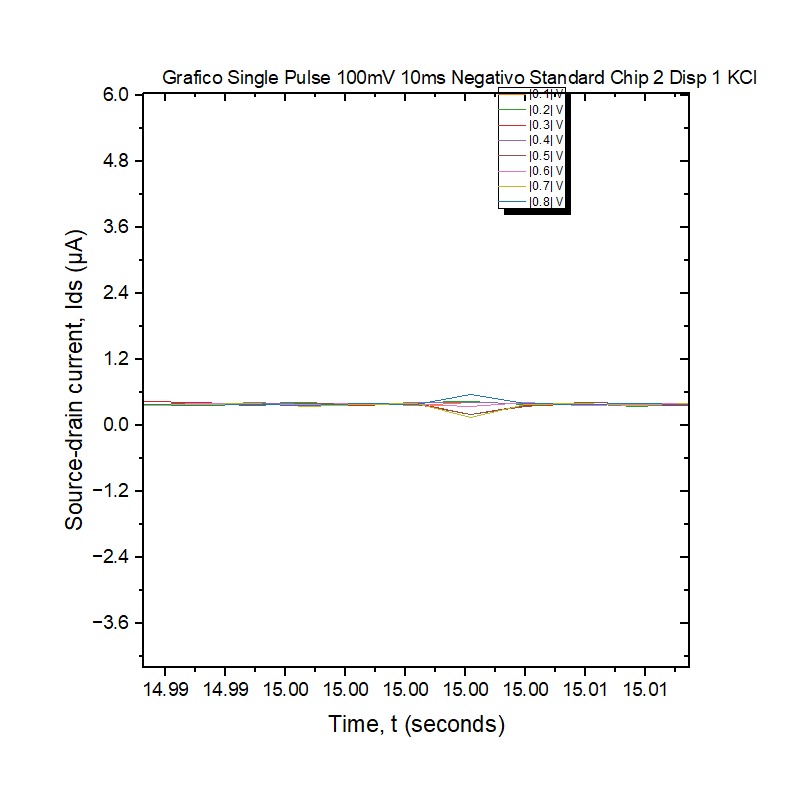 Grafico Single Pulse 100mV 10ms Negativo Standard Chip 2 Disp 1 KCl
|0.1| V
|0.2| V
|0.3| V
|0.4| V
|0.5| V
|0.6| V
|0.7| V
|0.8| V
6.0
4.8
3.6
2.4
1.2
0.0
−1.2
−2.4
−3.6
Source-drain current, Ids (µA)
14.99 14.99 15.00 15.00 15.00 15.00 15.00 15.01 15.01
Time, t (seconds)